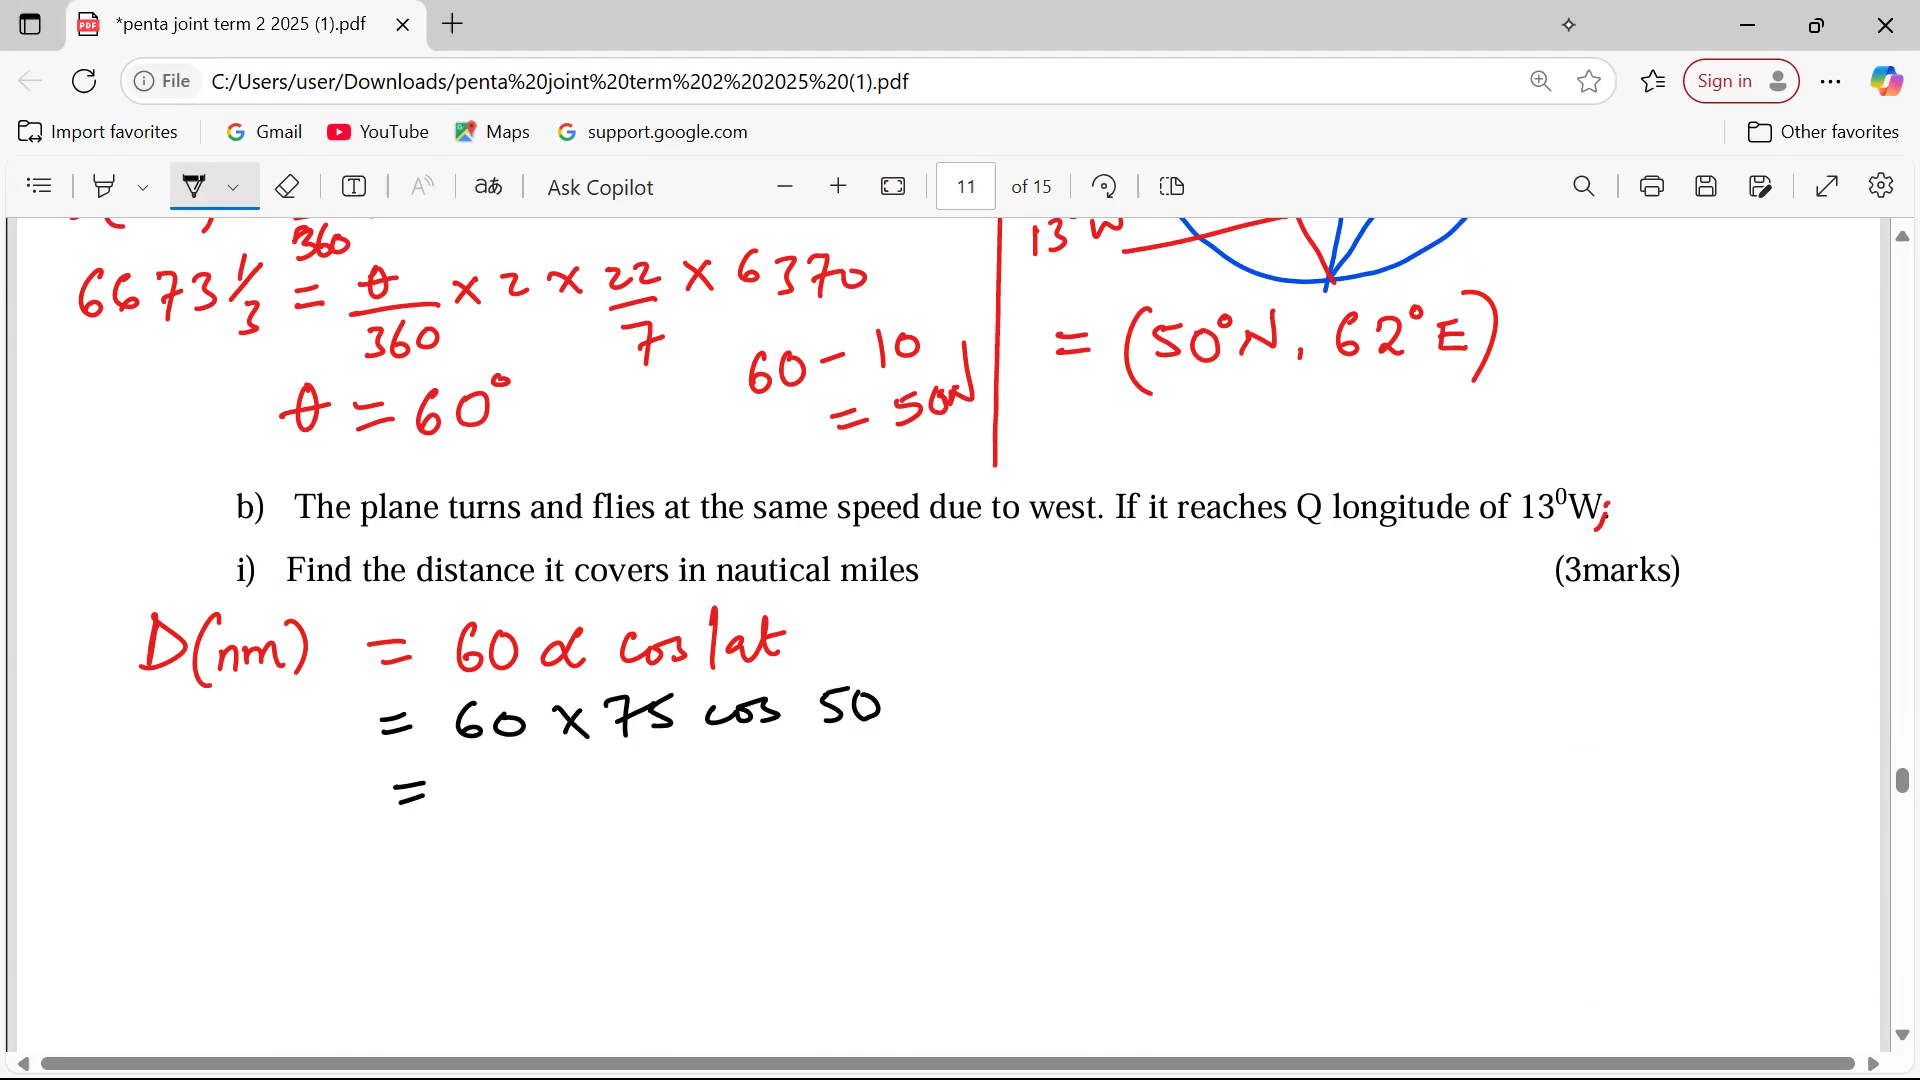 *penta joint term 2 2025 (1).pdf
File C:/Users/user/Downloads/penta%20joint%20term%202%202025%20(1).pdf
Sign in
Import favorites Gmail YouTube Maps support.google.com Other favorites
Ask Copilot 11 of 15
360
6673 1/3 = θ/360 × 2 × 22/7 × 6370
θ = 60°
60 - 10
= 50N
13°W
= (50°N, 62°E)
b) The plane turns and flies at the same speed due to west. If it reaches Q longitude of 13⁰W;
i) Find the distance it covers in nautical miles (3marks)
D(nm) = 60 α cos lat
= 60 × 75 cos 50
=